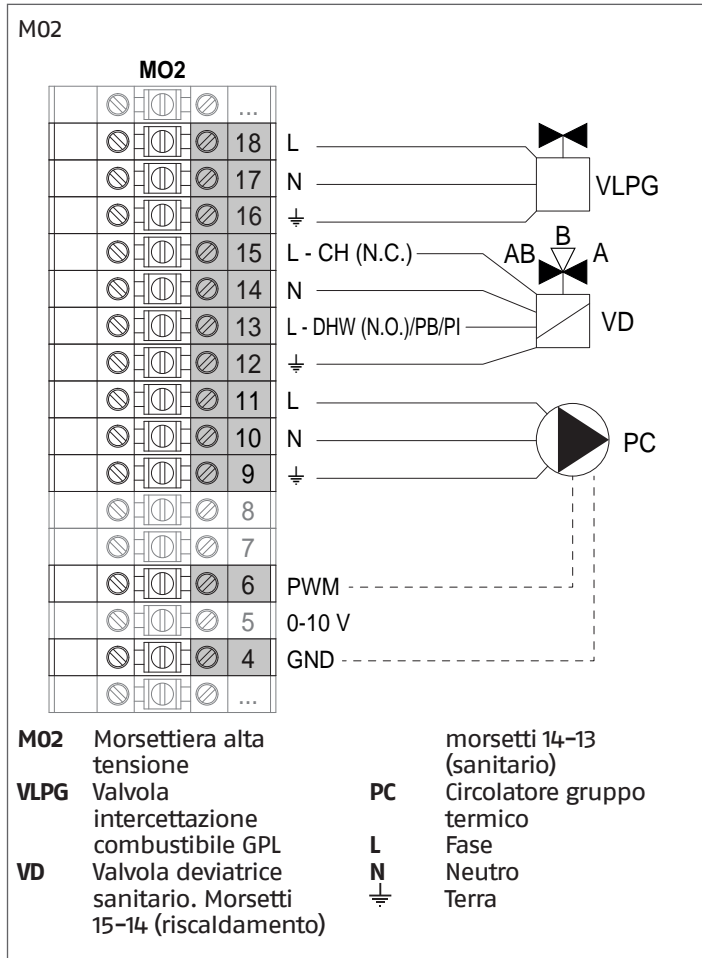 M02
MO2
...
18 L
17 N VLPG
16 ⏚
15 L - CH (N.C.) AB B A
14 N
13 L - DHW (N.O.)/PB/PI VD
12 ⏚
11 L
10 N PC
9 ⏚
8
7
6 PWM
5 0-10 V
4 GND
...
M02 Morsettiera alta
tensione
VLPG Valvola
intercettazione
combustibile GPL
VD Valvola deviatrice
sanitario. Morsetti
15–14 (riscaldamento)
morsetti 14–13
(sanitario)
PC Circolatore gruppo
termico
L Fase
N Neutro
⏚ Terra